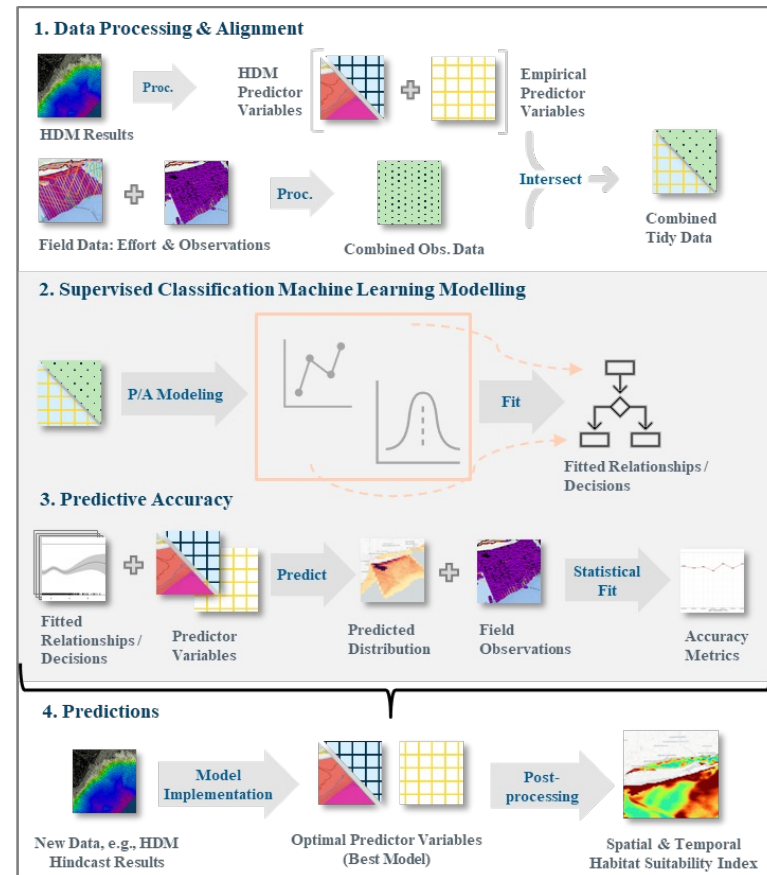 1. Data Processing & Alignment
HDM Results
Proc.
HDM
Predictor
Variables
Empirical
Predictor
Variables
Field Data: Effort & Observations
Proc.
Combined Obs. Data
Intersect
Combined
Tidy Data
2. Supervised Classification Machine Learning Modelling
P/A Modeling
Fit
Fitted Relationships /
Decisions
3. Predictive Accuracy
Fitted
Relationships /
Decisions
Predictor
Variables
Predict
Predicted
Distribution
Field
Observations
Statistical
Fit
Accuracy
Metrics
4. Predictions
New Data, e.g., HDM
Hindcast Results
Model
Implementation
Optimal Predictor Variables
(Best Model)
Post-
processing
Spatial & Temporal
Habitat Suitability Index